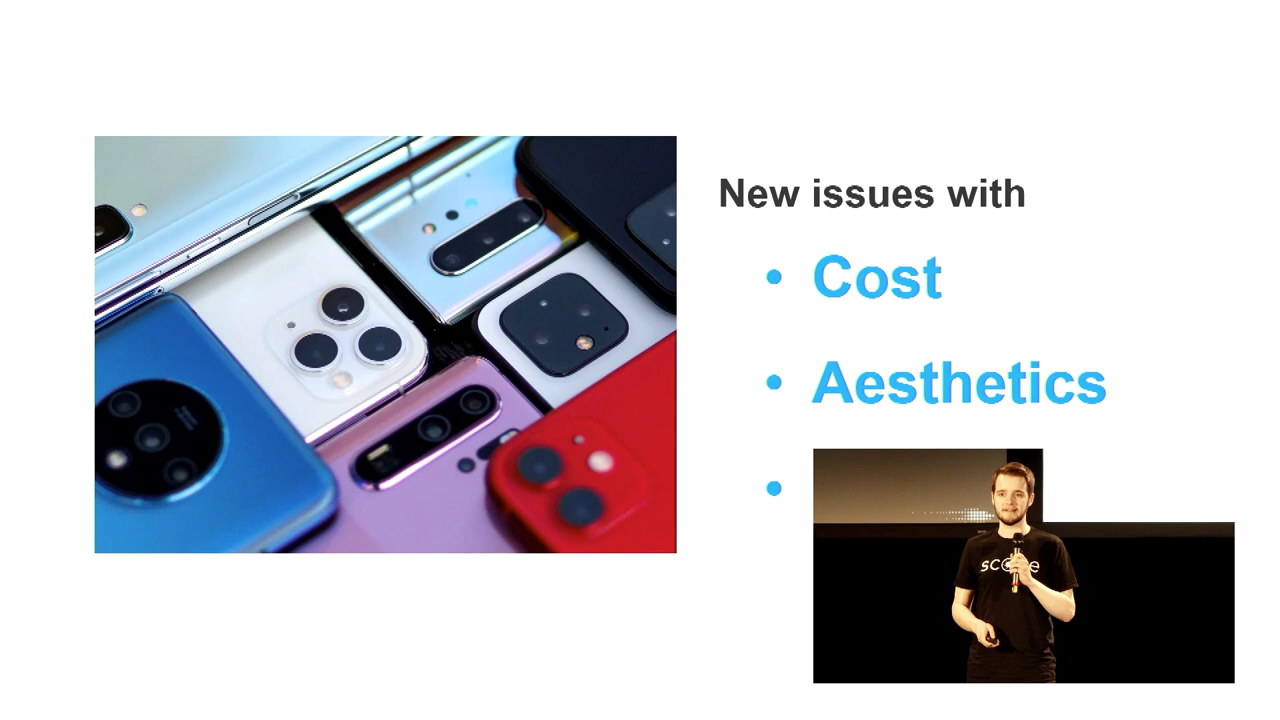 New issues with
• Cost
• Aesthetics
•